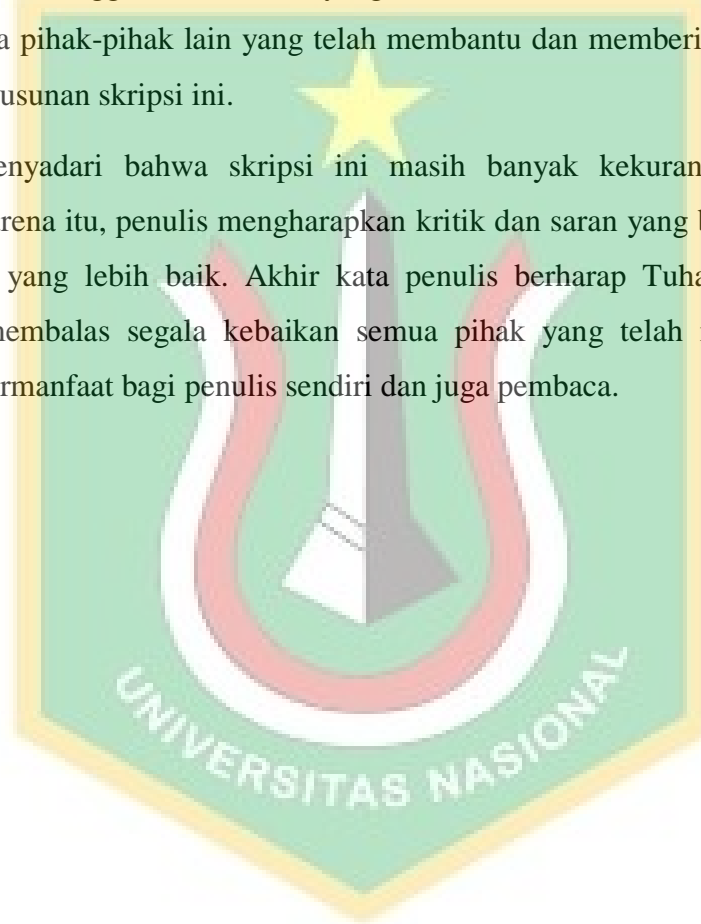 a pihak-pihak lain yang telah membantu dan memberi
usunan skripsi ini.
enyadari bahwa skripsi ini masih banyak kekuran
rena itu, penulis mengharapkan kritik dan saran yang b
yang lebih baik. Akhir kata penulis berharap Tuha
membalas segala kebaikan semua pihak yang telah
rmanfaat bagi penulis sendiri dan juga pembaca.
UNIVERSITAS NASIONAL